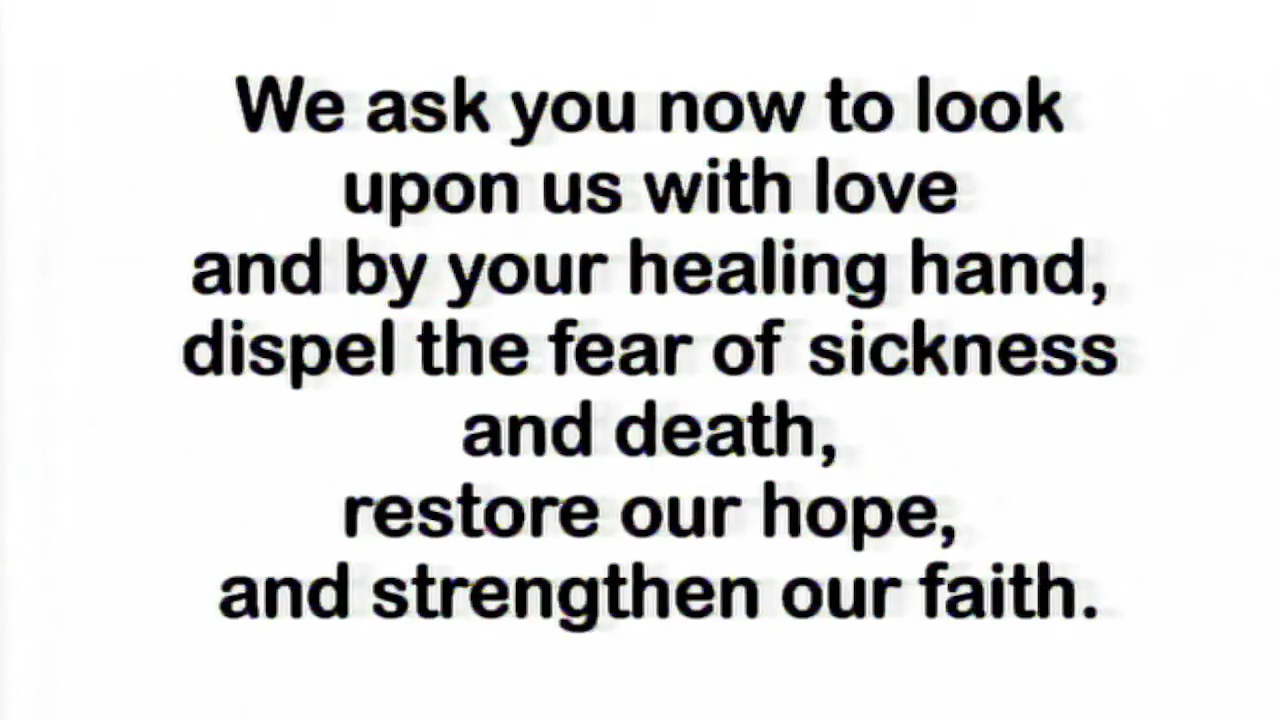 We ask you now to look
upon us with love
and by your healing hand,
dispel the fear of sickness
and death,
restore our hope,
and strengthen our faith.